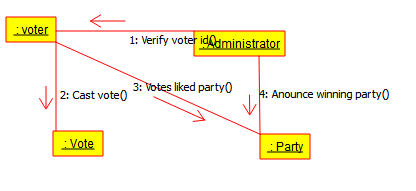 : voter
1: Verify voter id()
: Administrator
2: Cast vote()
3: Votes liked party()
4: Anounce winning party()
: Vote
: Party